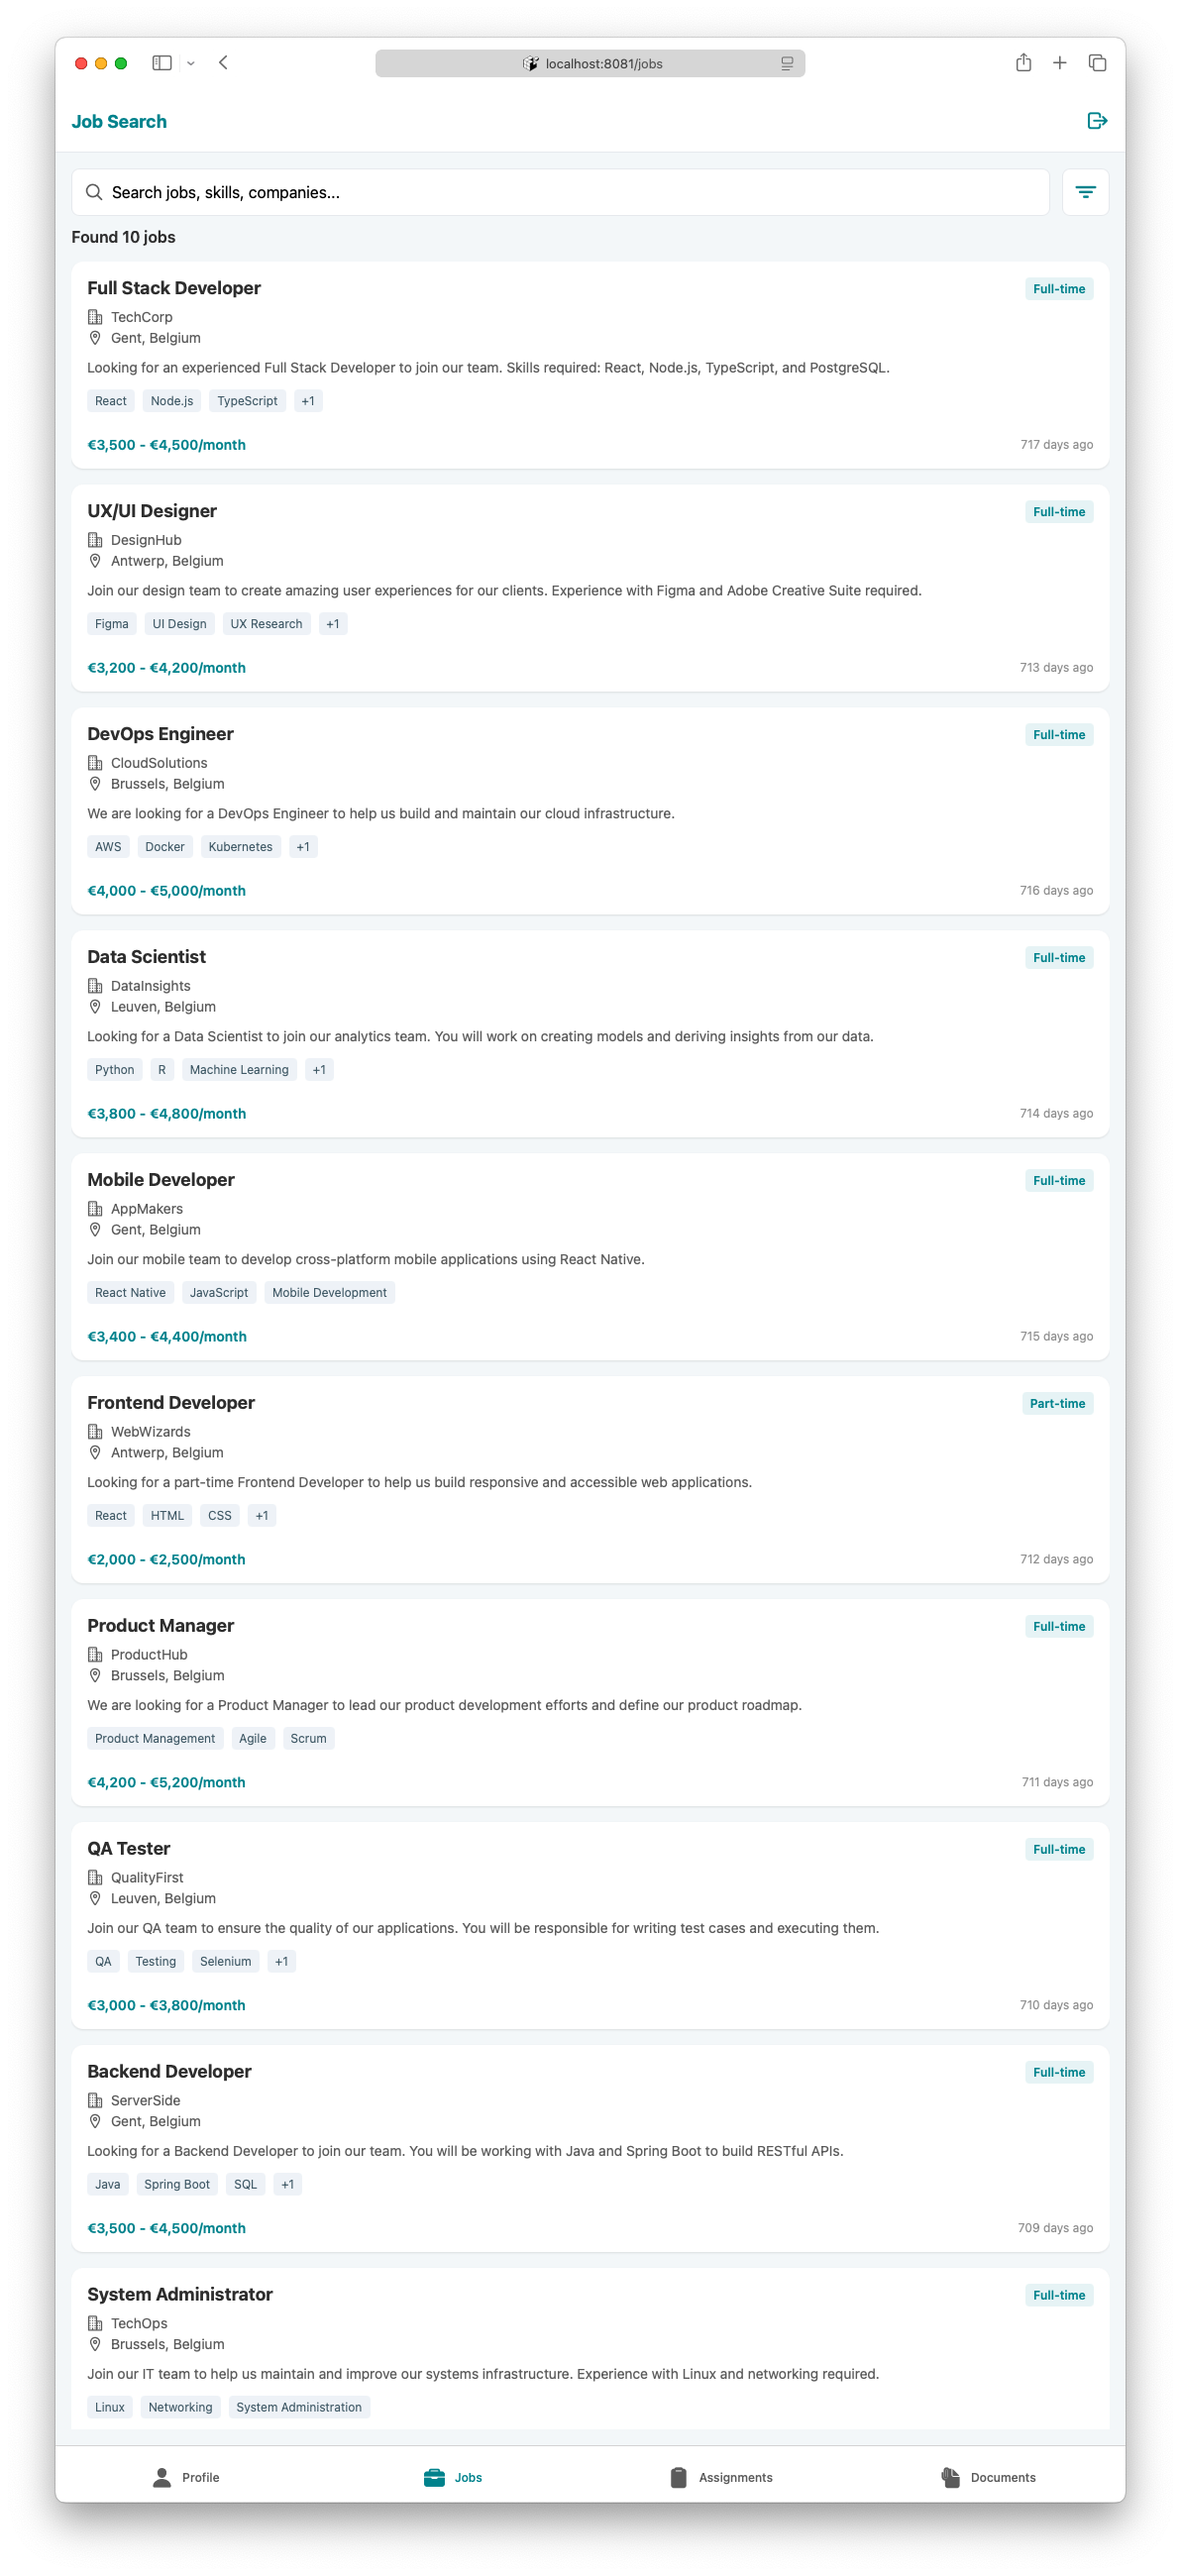 localhost:8081/jobs
Job Search
Search jobs, skills, companies...
Found 10 jobs
Full Stack Developer
Full-time
TechCorp
Gent, Belgium
Looking for an experienced Full Stack Developer to join our team. Skills required: React, Node.js, TypeScript, and PostgreSQL.
React Node.js TypeScript +1
€3,500 - €4,500/month
717 days ago
UX/UI Designer
Full-time
DesignHub
Antwerp, Belgium
Join our design team to create amazing user experiences for our clients. Experience with Figma and Adobe Creative Suite required.
Figma UI Design UX Research +1
€3,200 - €4,200/month
713 days ago
DevOps Engineer
Full-time
CloudSolutions
Brussels, Belgium
We are looking for a DevOps Engineer to help us build and maintain our cloud infrastructure.
AWS Docker Kubernetes +1
€4,000 - €5,000/month
716 days ago
Data Scientist
Full-time
DataInsights
Leuven, Belgium
Looking for a Data Scientist to join our analytics team. You will work on creating models and deriving insights from our data.
Python R Machine Learning +1
€3,800 - €4,800/month
714 days ago
Mobile Developer
Full-time
AppMakers
Gent, Belgium
Join our mobile team to develop cross-platform mobile applications using React Native.
React Native JavaScript Mobile Development
€3,400 - €4,400/month
715 days ago
Frontend Developer
Part-time
WebWizards
Antwerp, Belgium
Looking for a part-time Frontend Developer to help us build responsive and accessible web applications.
React HTML CSS +1
€2,000 - €2,500/month
712 days ago
Product Manager
Full-time
ProductHub
Brussels, Belgium
We are looking for a Product Manager to lead our product development efforts and define our product roadmap.
Product Management Agile Scrum
€4,200 - €5,200/month
711 days ago
QA Tester
Full-time
QualityFirst
Leuven, Belgium
Join our QA team to ensure the quality of our applications. You will be responsible for writing test cases and executing them.
QA Testing Selenium +1
€3,000 - €3,800/month
710 days ago
Backend Developer
Full-time
ServerSide
Gent, Belgium
Looking for a Backend Developer to join our team. You will be working with Java and Spring Boot to build RESTful APIs.
Java Spring Boot SQL +1
€3,500 - €4,500/month
709 days ago
System Administrator
Full-time
TechOps
Brussels, Belgium
Join our IT team to help us maintain and improve our systems infrastructure. Experience with Linux and networking required.
Linux Networking System Administration
Profile Jobs Assignments Documents